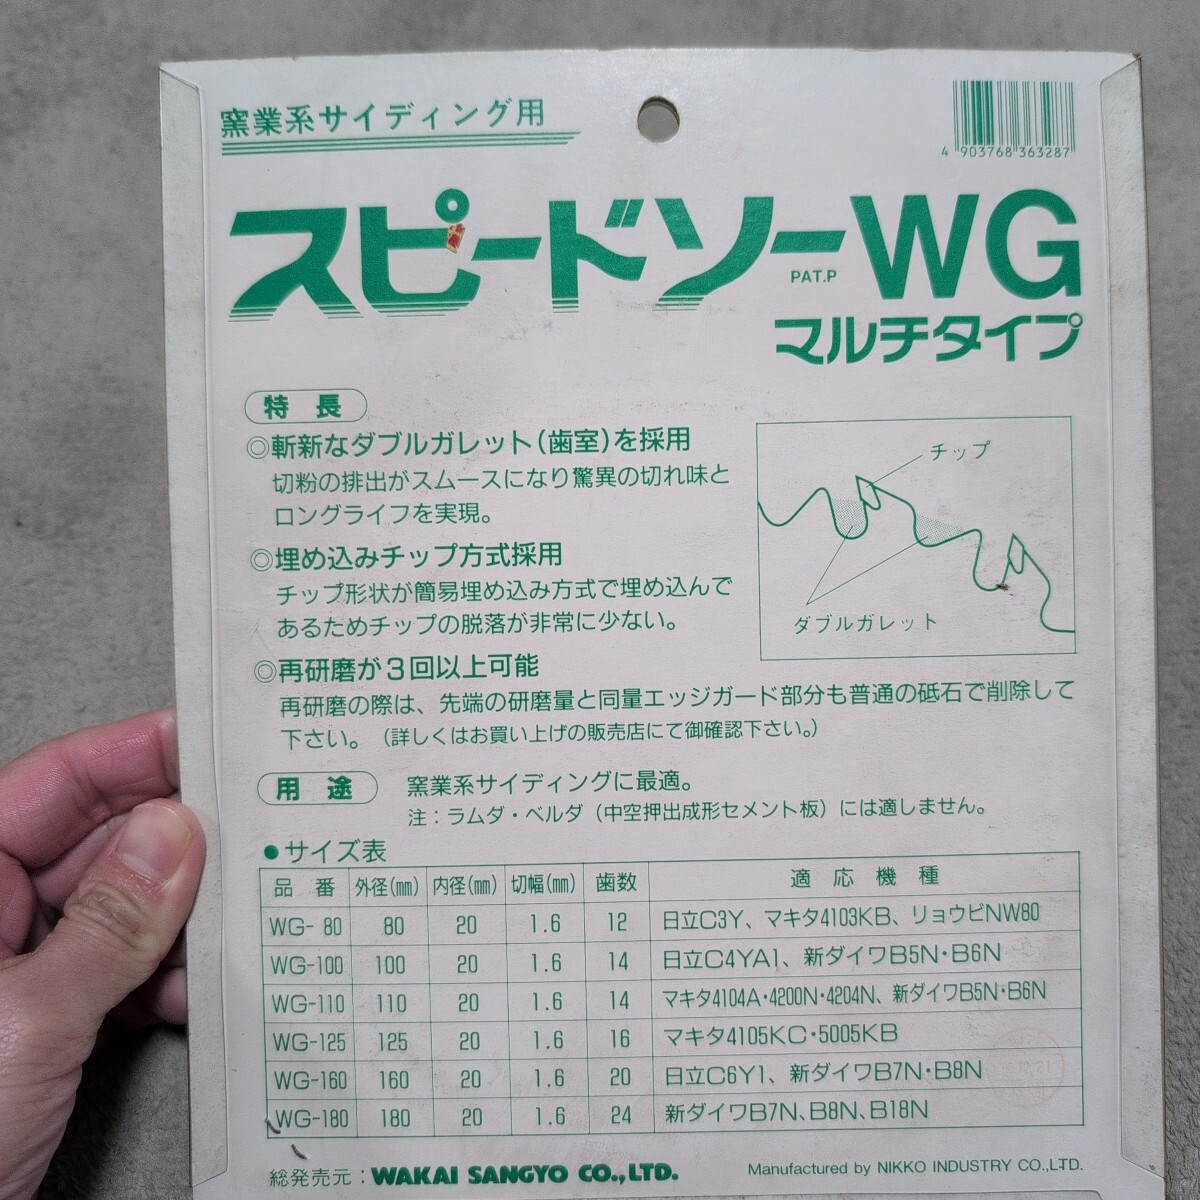 窯業系サイディング用
4 903768 363287
スピードソーWG
PAT.P
マルチタイプ
特長
◎斬新なダブルガレット(歯室)を採用
切粉の排出がスムースになり驚異の切れ味と
ロングライフを実現。
◎埋め込みチップ方式採用
チップ形状が簡易埋め込み方式で埋め込んで
あるためチップの脱落が非常に少ない。
チップ
ダブルガレット
◎再研磨が3回以上可能
再研磨の際は、先端の研磨量と同量エッジガード部分も普通の砥石で削除して
下さい。(詳しくはお買い上げの販売店にて御確認下さい。)
用途 窯業系サイディングに最適。
注:ラムダ・ベルダ(中空押出成形セメント板)には適しません。
●サイズ表
品番 外径(mm) 内径(mm) 切幅(mm) 歯数 適応機種
WG-80 80 20 1.6 12 日立C3Y、マキタ4103KB、リョウビNW80
WG-100 100 20 1.6 14 日立C4YA1、新ダイワB5N・B6N
WG-110 110 20 1.6 14 マキタ4104A・4200N・4204N、新ダイワB5N・B6N
WG-125 125 20 1.6 16 マキタ4105KC・5005KB
WG-160 160 20 1.6 20 日立C6Y1、新ダイワB7N・B8N
WG-180 180 20 1.6 24 新ダイワB7N、B8N、B18N
総発売元:WAKAI SANGYO CO.,LTD.
Manufactured by NIKKO INDUSTRY CO.,LTD.